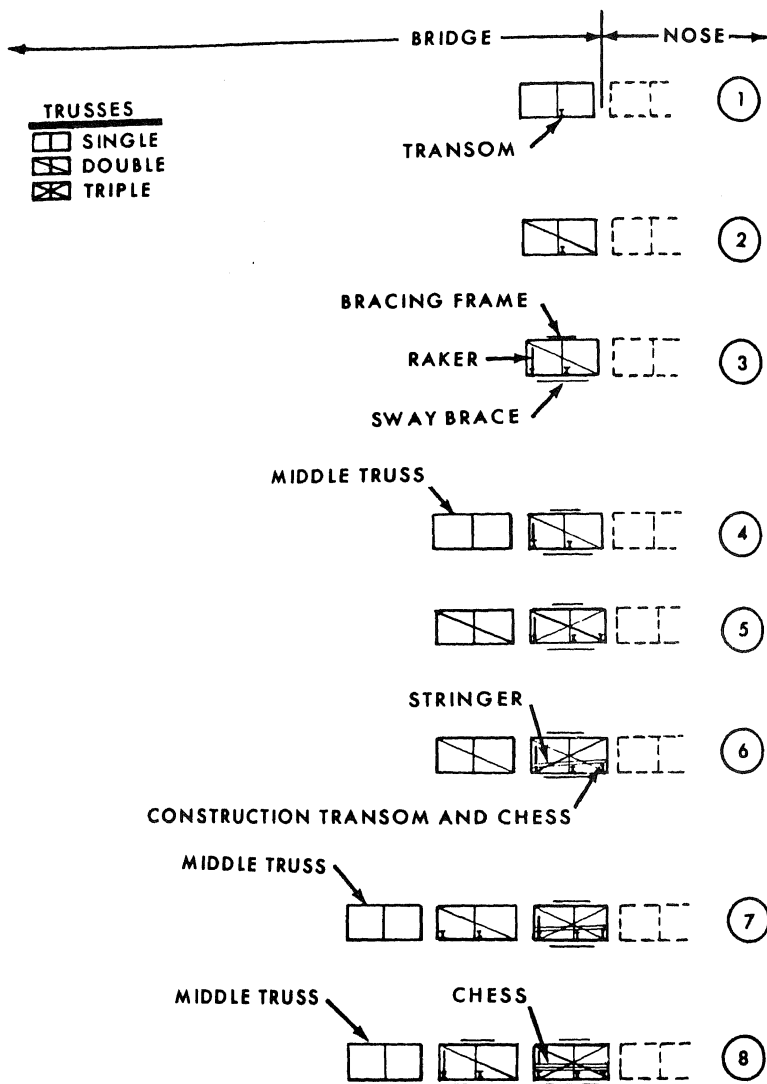 BRIDGE
NOSE
TRUSSES
SINGLE
DOUBLE
TRIPLE
TRANSOM
1
2
BRACING FRAME
RAKER
3
SWAY BRACE
MIDDLE TRUSS
4
5
STRINGER
6
CONSTRUCTION TRANSOM AND CHESS
MIDDLE TRUSS
7
MIDDLE TRUSS
CHESS
8